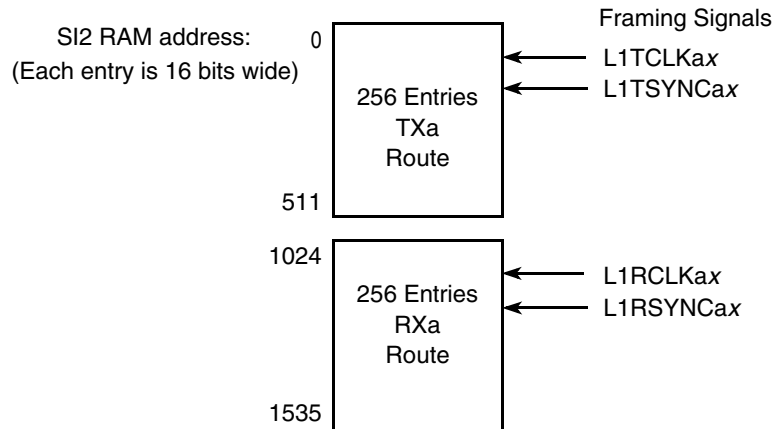 Framing Signals
SI2 RAM address:
(Each entry is 16 bits wide)
0
L1TCLKax
L1TSYNCax
256 Entries
TXa
Route
511
1024
L1RCLKax
L1RSYNCax
256 Entries
RXa
Route
1535